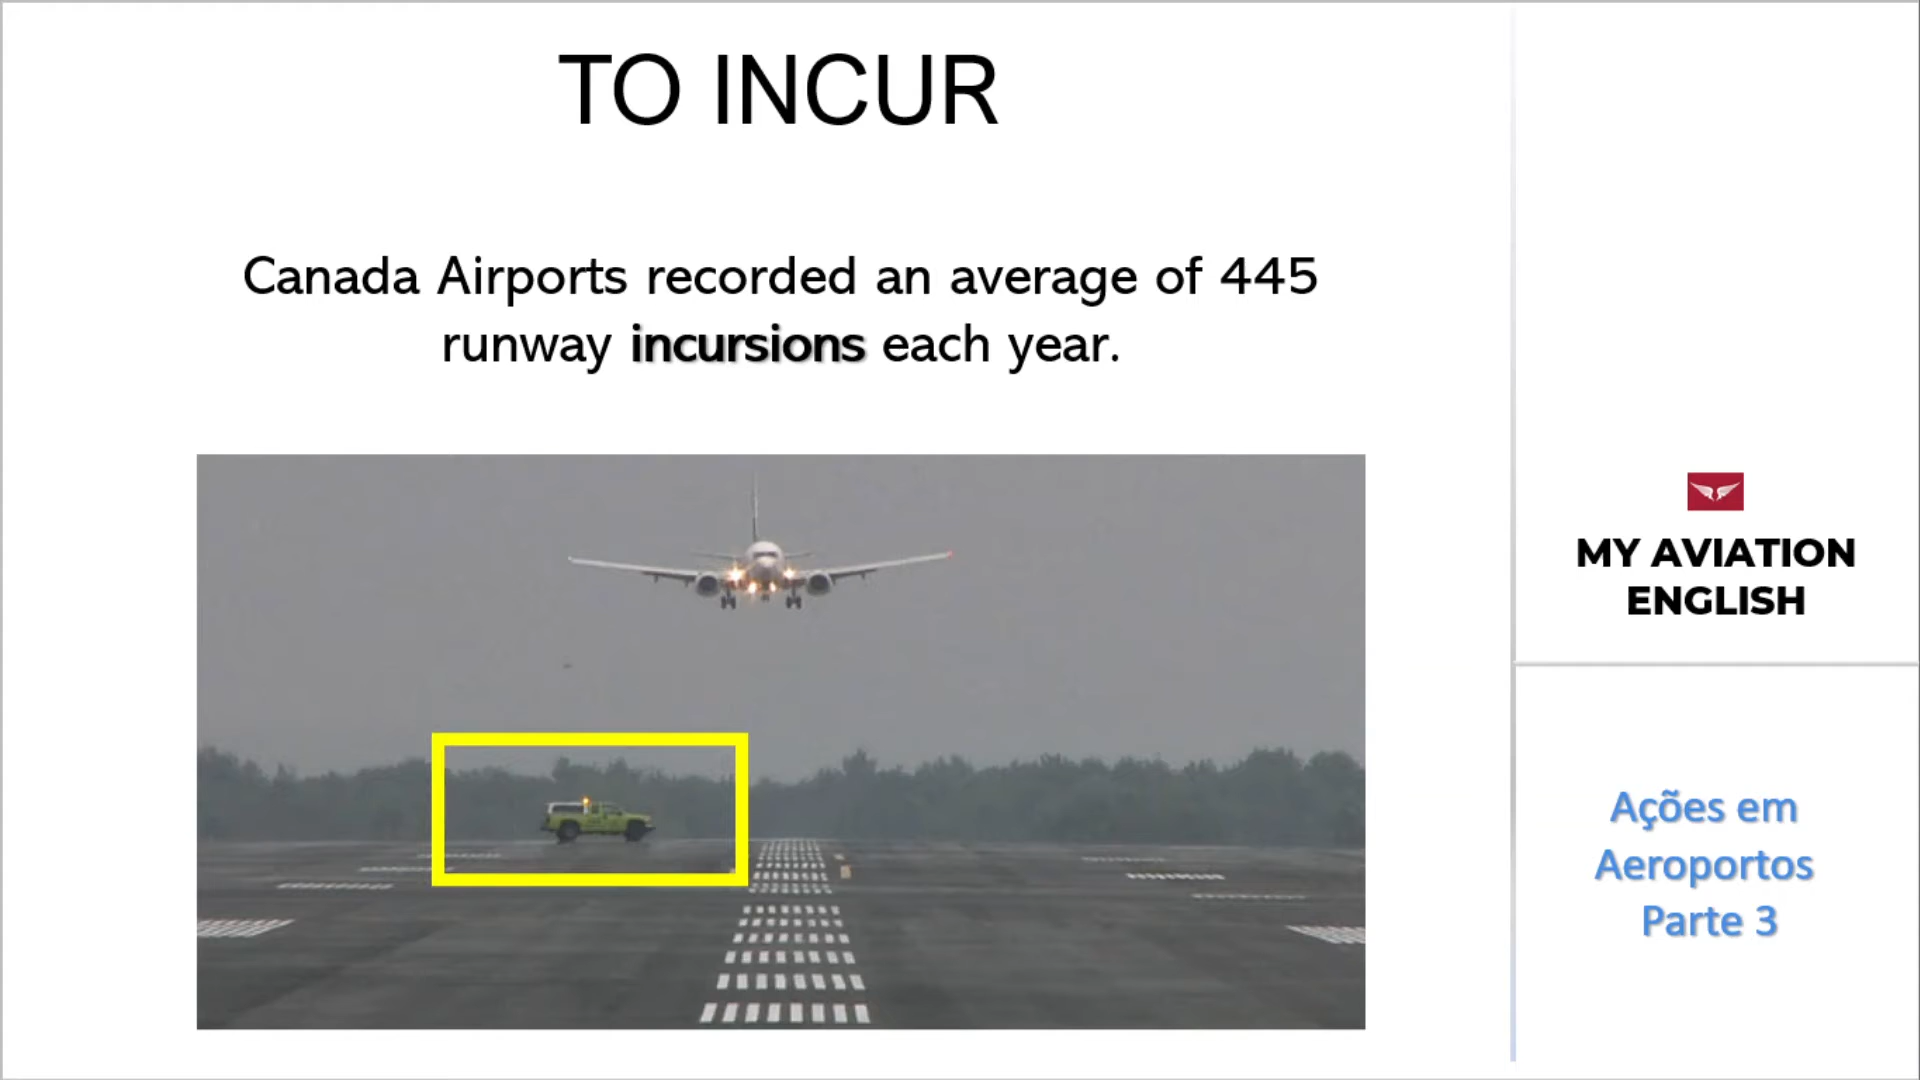 TO INCUR
Canada Airports recorded an average of 445
runway incursions each year.
MY AVIATION
ENGLISH
Ações em
Aeroportos
Parte 3